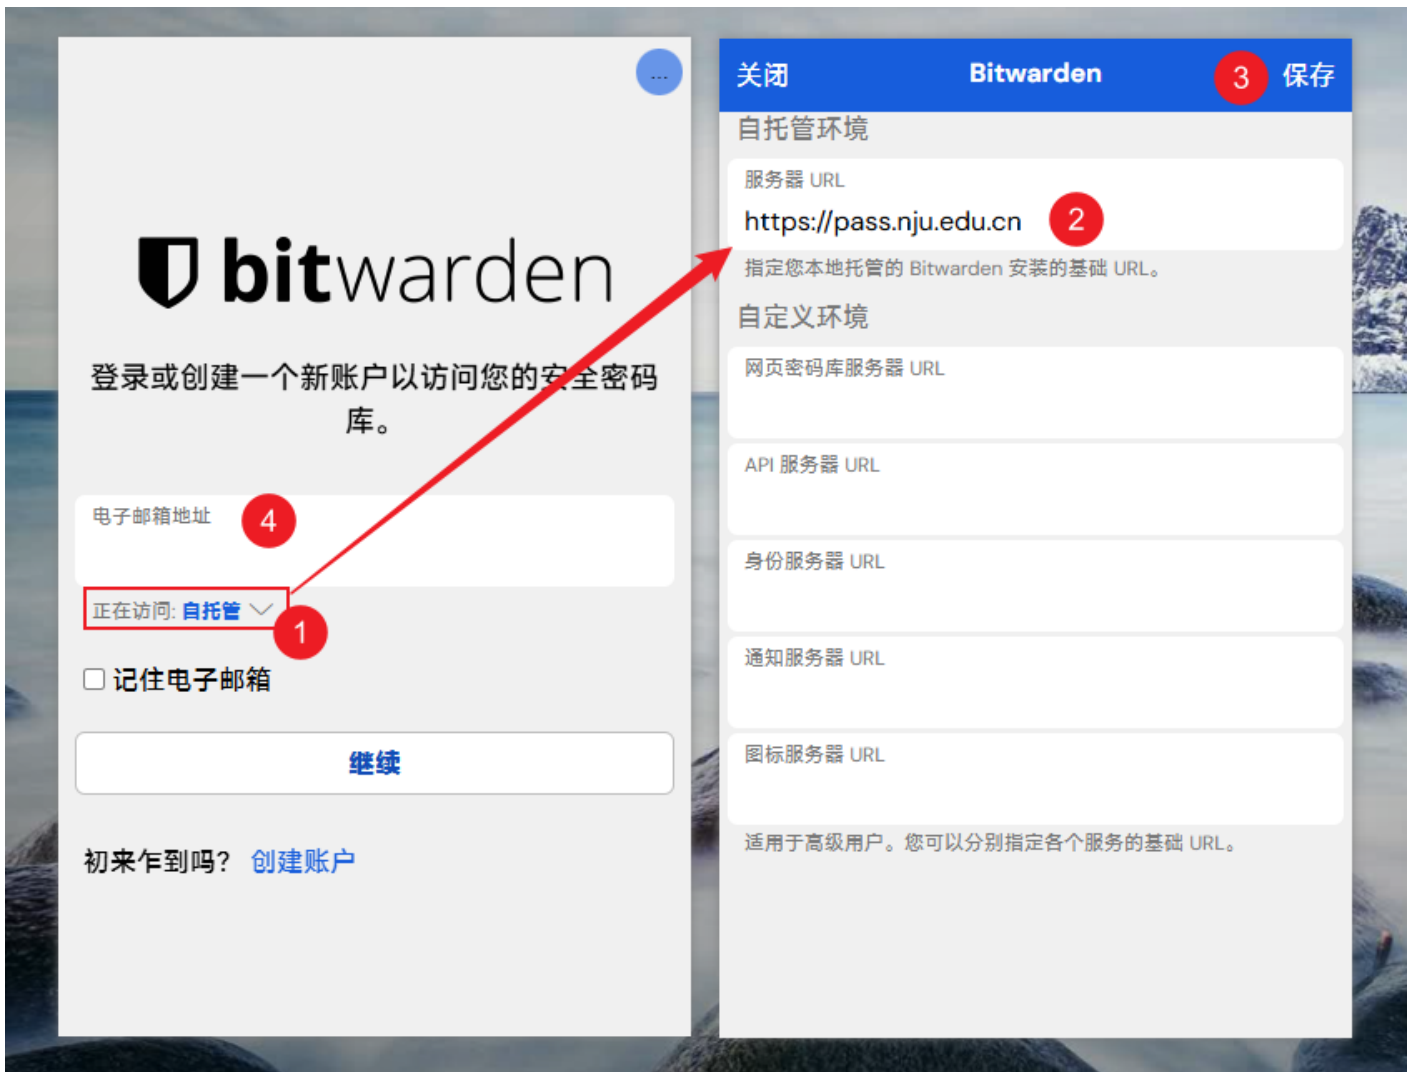 ...
bitwarden
登录或创建一个新账户以访问您的安全密码
库。
电子邮箱地址
4
正在访问: 自托管
1
记住电子邮箱
继续
初来乍到吗? 创建账户
关闭 Bitwarden 3 保存
自托管环境
服务器 URL
https://pass.nju.edu.cn 2
指定您本地托管的 Bitwarden 安装的基础 URL。
自定义环境
网页密码库服务器 URL
API 服务器 URL
身份服务器 URL
通知服务器 URL
图标服务器 URL
适用于高级用户。您可以分别指定各个服务的基础 URL。